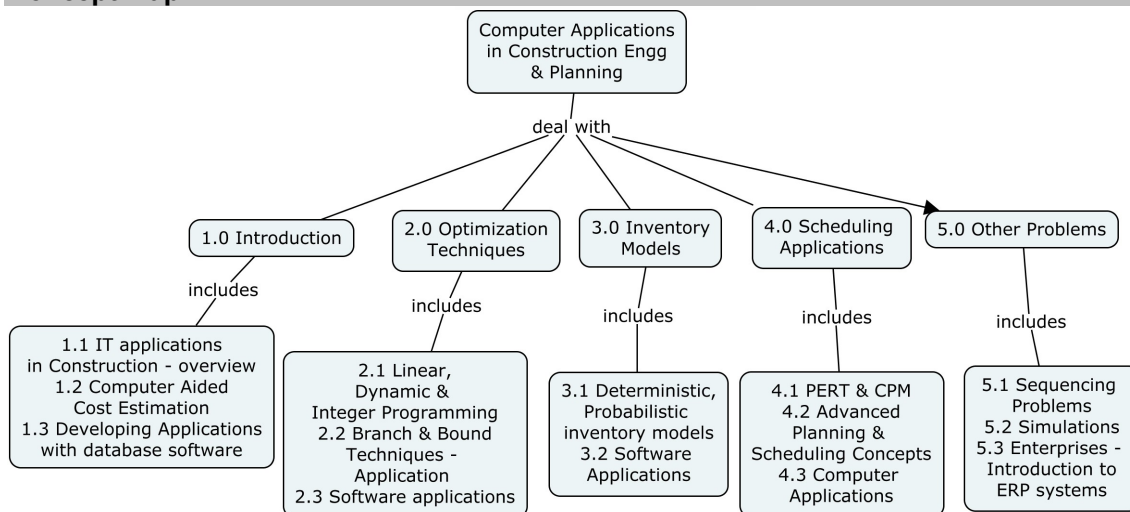 Computer Applications
in Construction Engg
& Planning
deal with
1.0 Introduction
2.0 Optimization
Techniques
3.0 Inventory
Models
4.0 Scheduling
Applications
5.0 Other Problems
includes
includes
includes
includes
includes
1.1 IT applications
in Construction - overview
1.2 Computer Aided
Cost Estimation
1.3 Developing Applications
with database software
2.1 Linear,
Dynamic &
Integer Programming
2.2 Branch & Bound
Techniques -
Application
2.3 Software applications
3.1 Deterministic,
Probabilistic
inventory models
3.2 Software
Applications
4.1 PERT & CPM
4.2 Advanced
Planning &
Scheduling Concepts
4.3 Computer
Applications
5.1 Sequencing
Problems
5.2 Simulations
5.3 Enterprises -
Introduction to
ERP systems